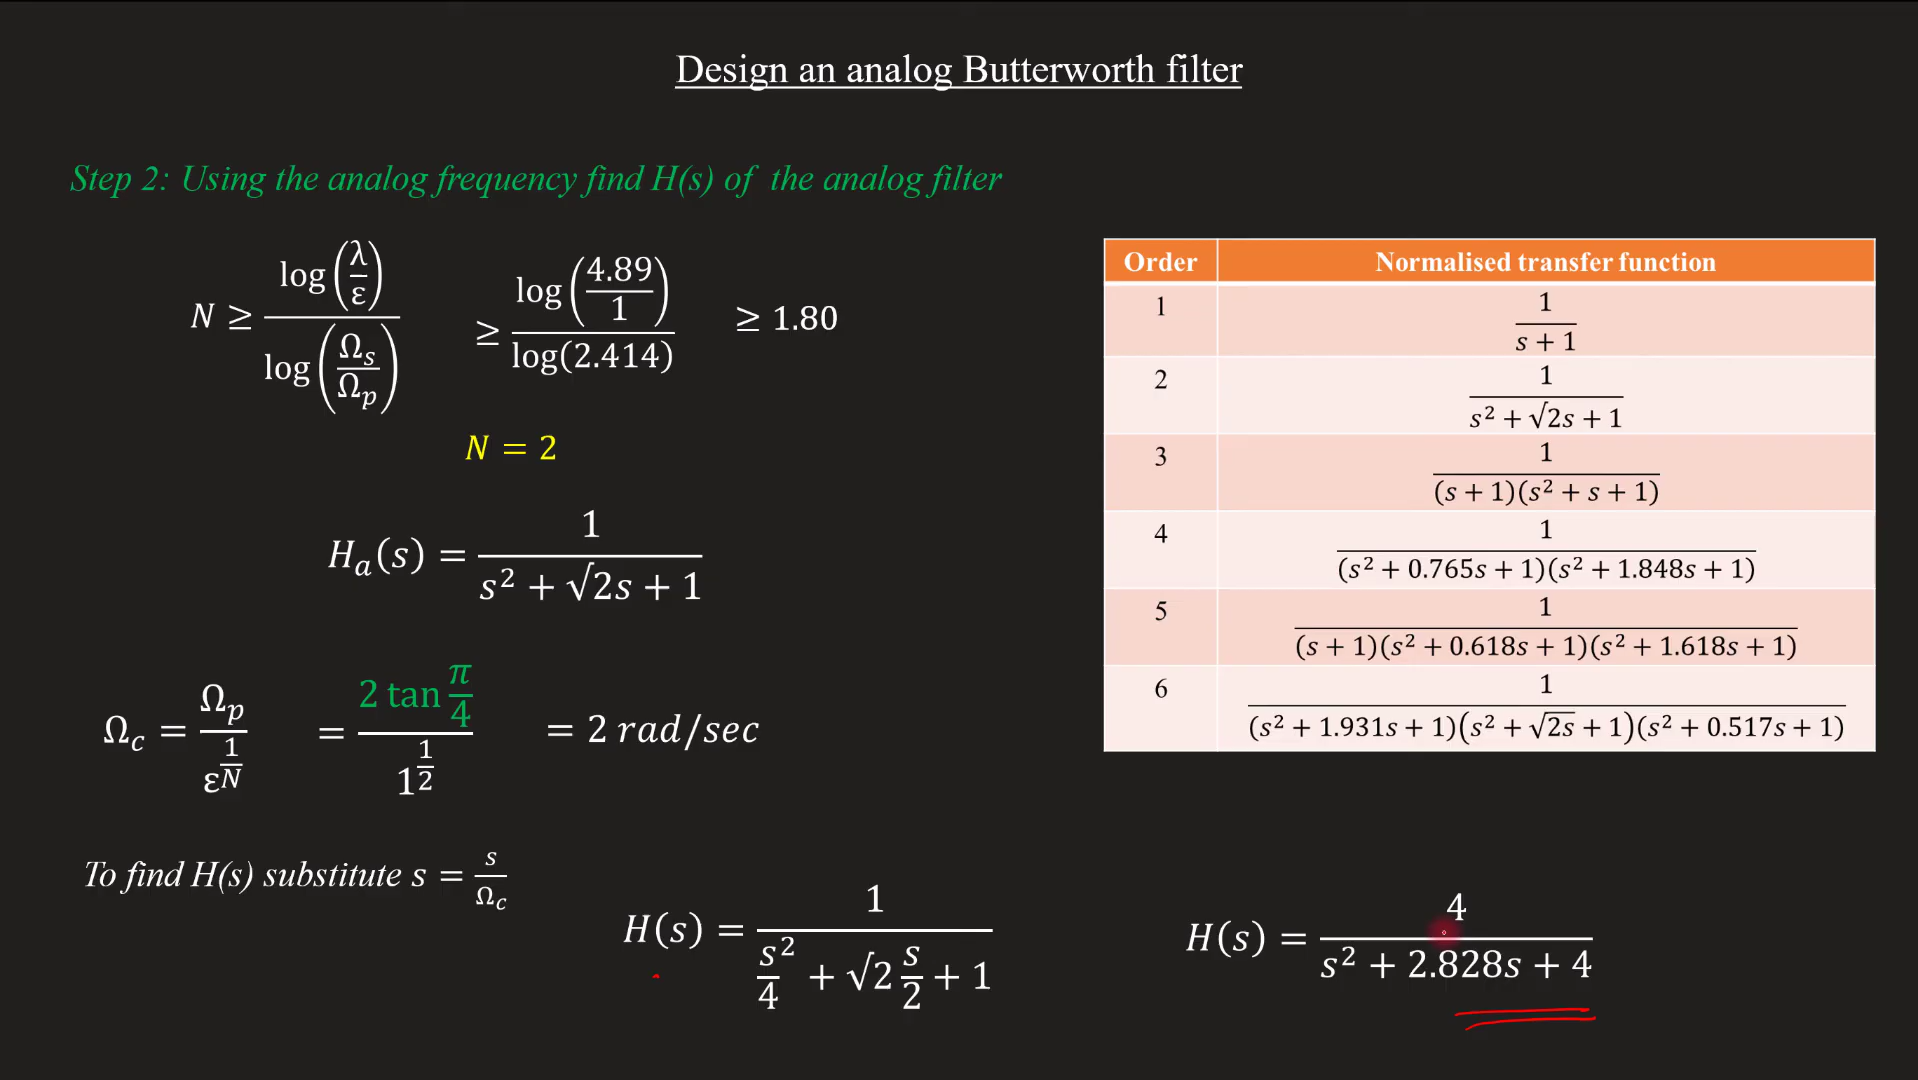 Design an analog Butterworth filter
Step 2: Using the analog frequency find H(s) of the analog filter
N ≥ log(λ/ε) / log(Ωₛ/Ωₚ) ≥ log(4.89/1) / log(2.414) ≥ 1.80
N = 2
Hₐ(s) = 1 / (s² + √2s + 1)
Ω_c = Ωₚ / ε^(1/N) = 2 tan π/4 / 1^(1/2) = 2 rad/sec
To find H(s) substitute s = s/Ω_c
H(s) = 1 / (s²/4 + √2 s/2 + 1)
H(s) = 4 / (s² + 2.828s + 4)
Order Normalised transfer function
1 1 / (s + 1)
2 1 / (s² + √2s + 1)
3 1 / ((s + 1)(s² + s + 1))
4 1 / ((s² + 0.765s + 1)(s² + 1.848s + 1))
5 1 / ((s + 1)(s² + 0.618s + 1)(s² + 1.618s + 1))
6 1 / ((s² + 1.931s + 1)(s² + √(2s) + 1)(s² + 0.517s + 1))